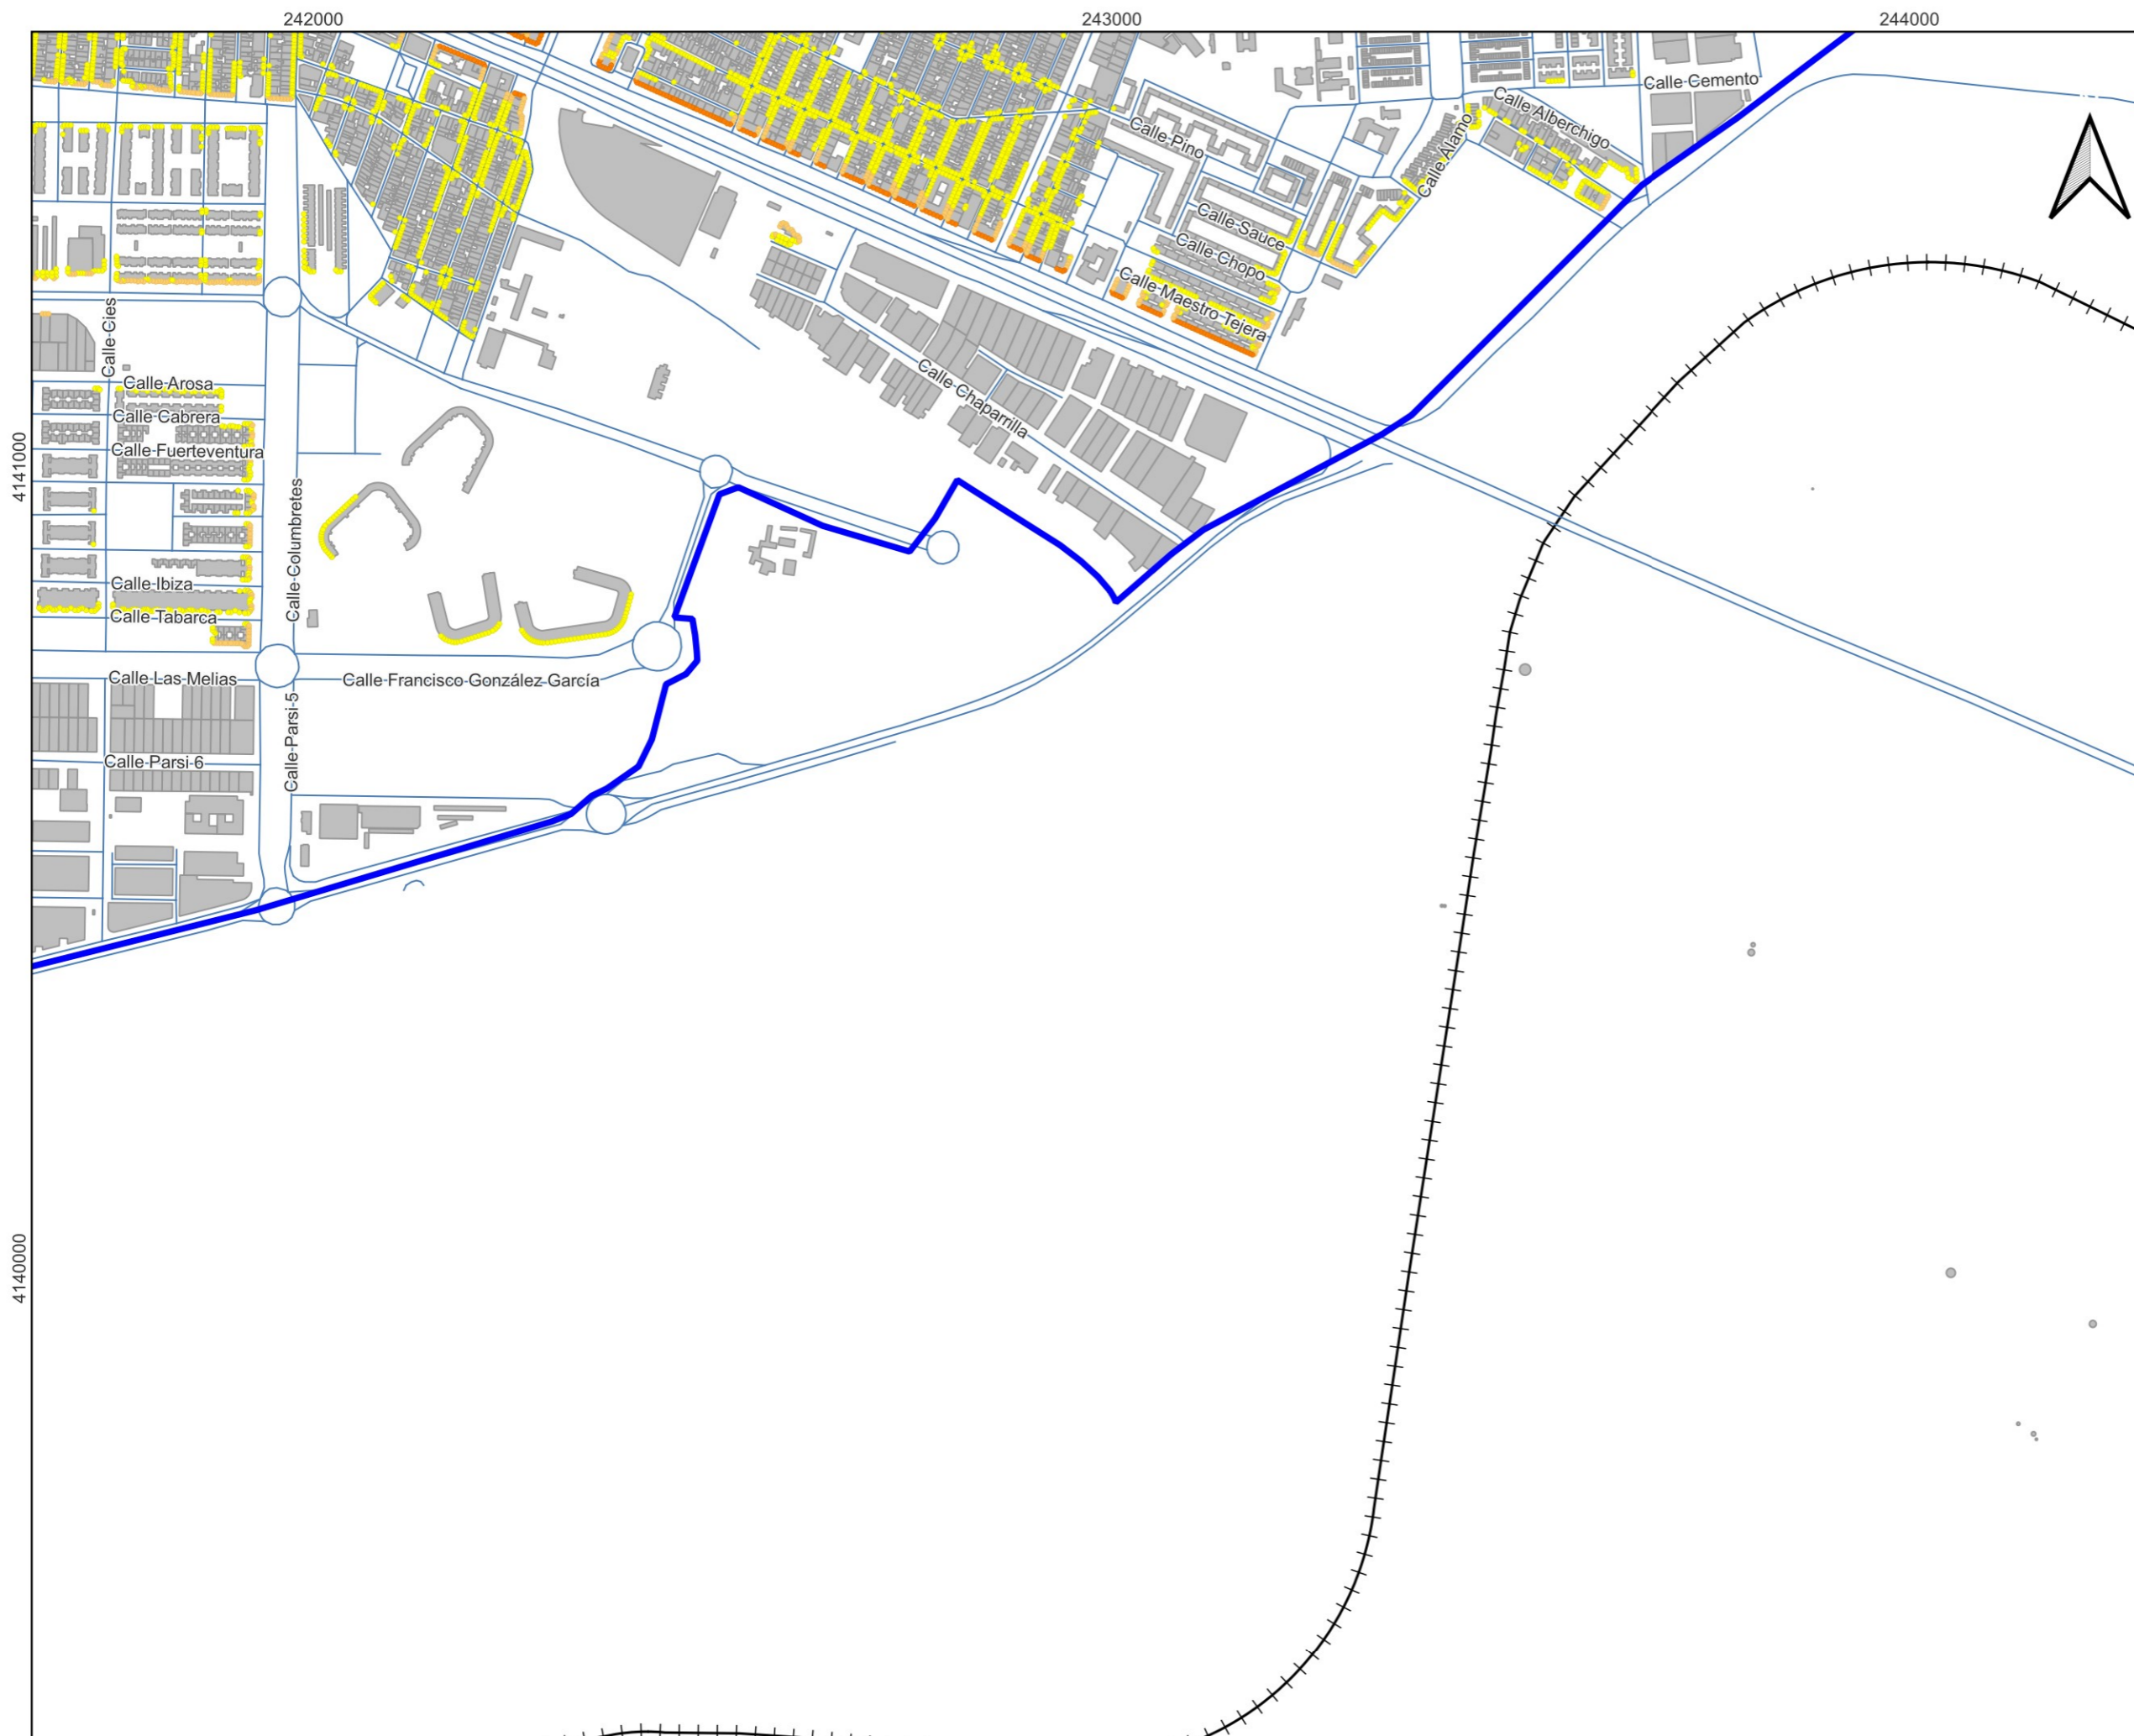 242000
243000
244000
Calle Cemento
Calle Alberchigo
Calle Pino
Calle Álamo
Calle Sauce
Calle Chopo
Calle Maestro Tejera
Calle Cies
Calle Arosa
Calle Chaparrilla
Calle Cabrera
Calle Fuerteventura
4141000
Calle Columbretes
Calle Ibiza
Calle Tabarca
Calle Las Melias
Calle Francisco González García
Calle Parsi 5
Calle Parsi 6
4140000